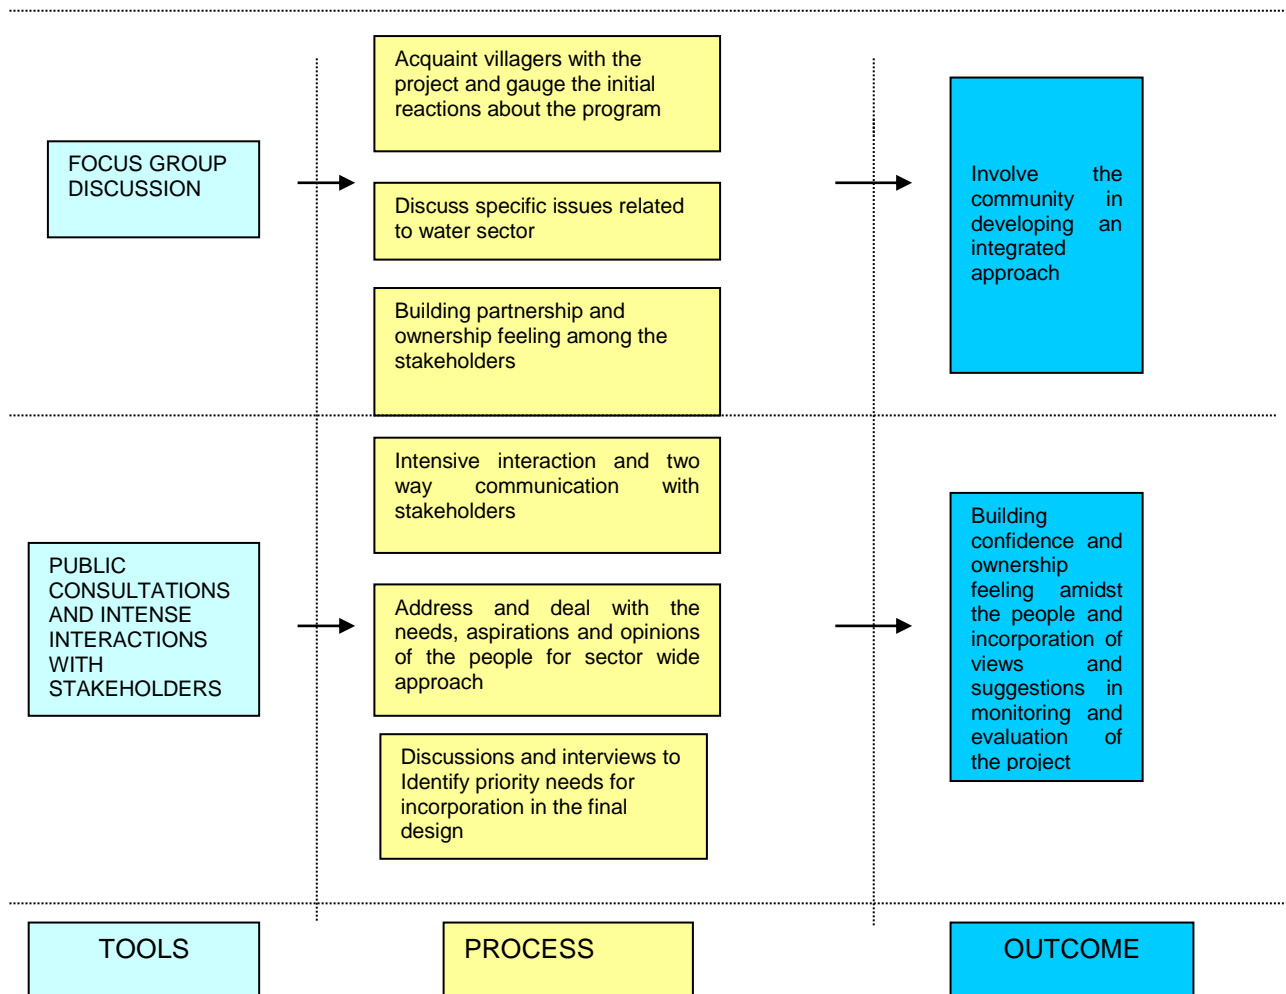 Acquaint villagers with the
project and gauge the initial
reactions about the program
FOCUS GROUP
DISCUSSION
Discuss specific issues related
to water sector
Building partnership and
ownership feeling among the
stakeholders
Involve the
community in
developing an
integrated
approach
Intensive interaction and two
way communication with
stakeholders
PUBLIC
CONSULTATIONS
AND INTENSE
INTERACTIONS
WITH
STAKEHOLDERS
Address and deal with the
needs, aspirations and opinions
of the people for sector wide
approach
Discussions and interviews to
Identify priority needs for
incorporation in the final
design
Building
confidence and
ownership
feeling amidst
the people and
incorporation of
views and
suggestions in
monitoring and
evaluation of
the project
TOOLS
PROCESS
OUTCOME